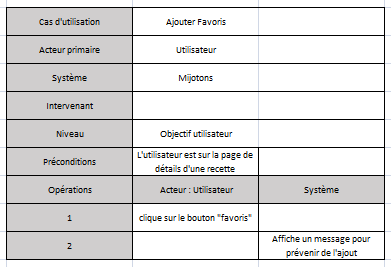 Cas d'utilisation Ajouter Favoris
Acteur primaire Utilisateur
Système Mijotons
Intervenant
Niveau Objectif utilisateur
Préconditions L'utilisateur est sur la page de
détails d'une recette
Opérations Acteur : Utilisateur Système
1 clique sur le bouton "favoris"
2 Affiche un message pour
prévenir de l'ajout